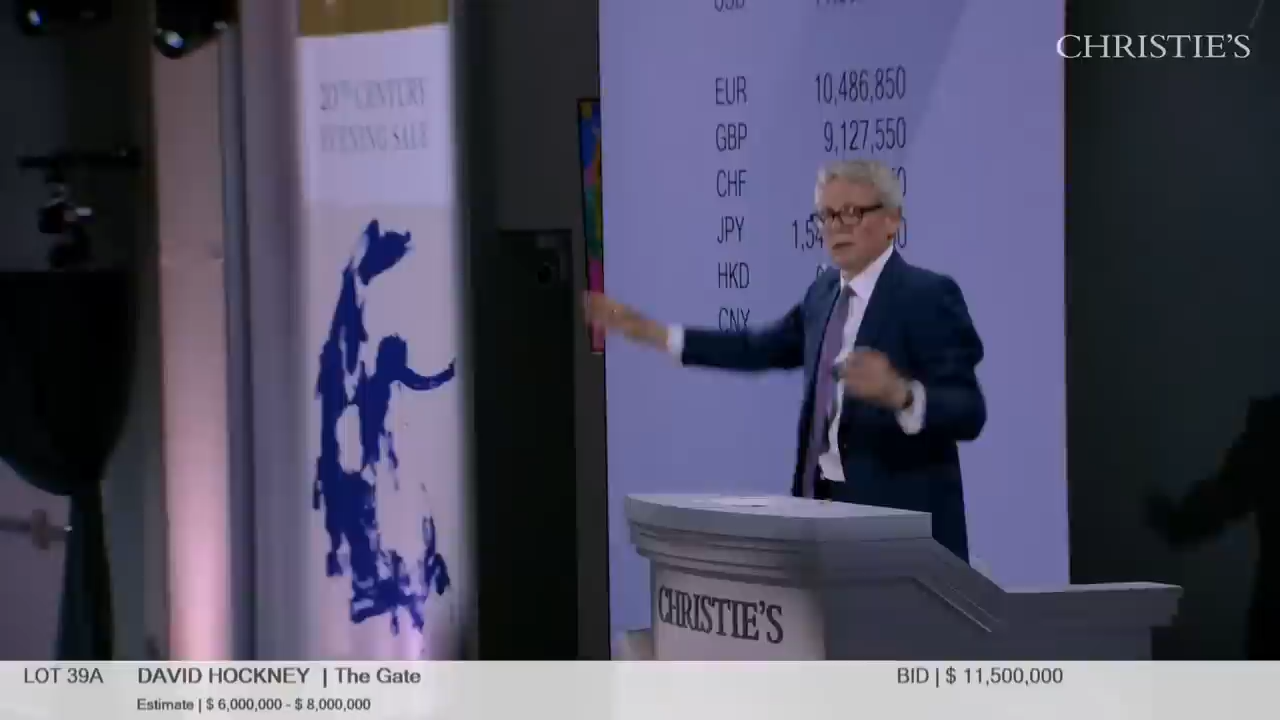 USD
CHRISTIE'S
EUR 10,486,850
GBP 9,127,550
CHF
JPY
HKD
CNY
20TH CENTURY
EVENING SALE
CHRISTIE'S
LOT 39A DAVID HOCKNEY | The Gate BID | $ 11,500,000
Estimate | $ 6,000,000 - $ 8,000,000